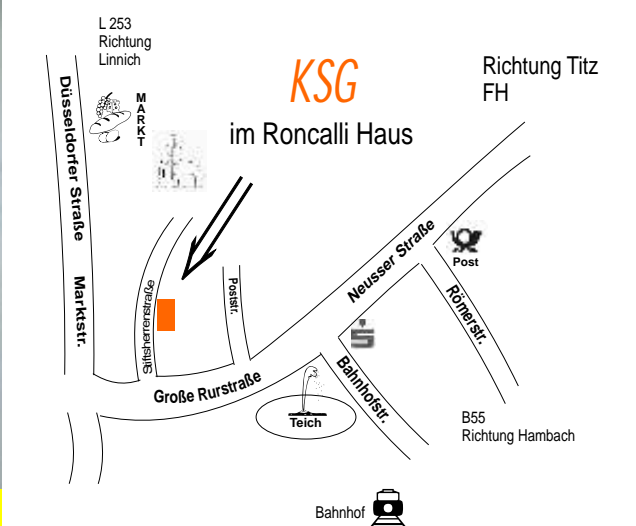 L 253
Richtung
Linnich
KSG
im Roncalli Haus
Richtung Titz
FH
MARKT
Düsseldorfer Straße
Marktstr.
Stiftsherrenstraße
Poststr.
Neusser Straße
Post
Römerstr.
Große Rurstraße
Bahnhofstr.
Teich
B55
Richtung Hambach
Bahnhof